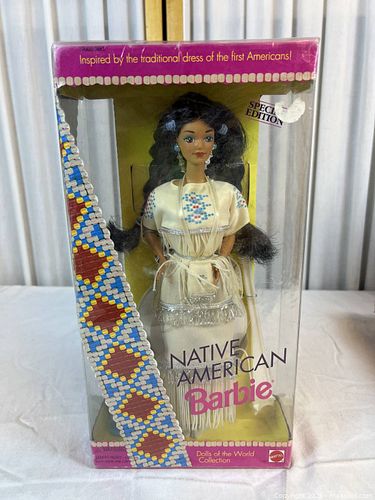 Inspired by the traditional dress of the first Americans!
SPECIAL
EDITION
NATIVE
AMERICAN
Barbie
Dolls of the World
Collection
MATTEL